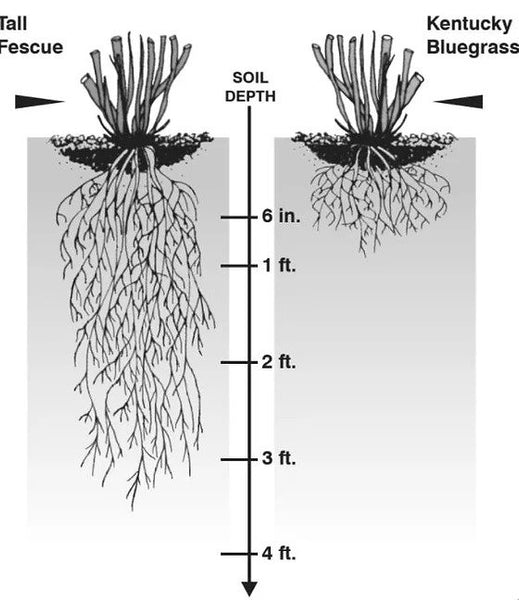 Tall
Fescue
Kentucky
Bluegrass
SOIL
DEPTH
6 in.
1 ft.
2 ft.
3 ft.
4 ft.